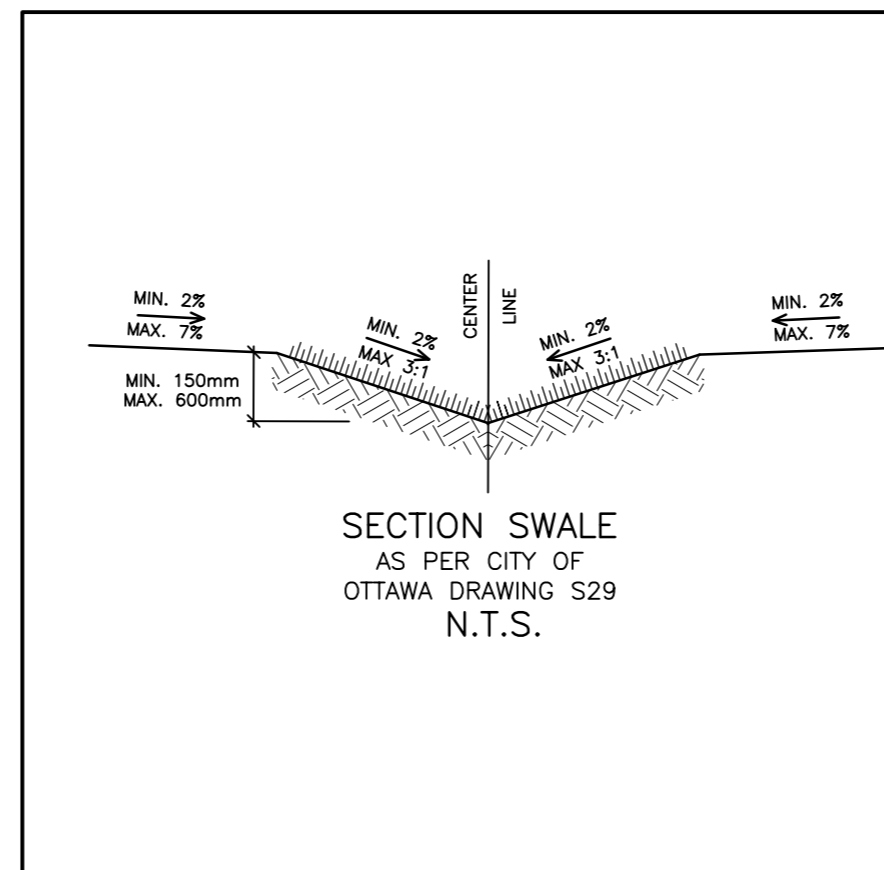 MIN. 2%
MAX. 7%
MIN. 2%
MAX 3:1
CENTER
LINE
MIN. 2%
MAX 3:1
MIN. 2%
MAX. 7%
MIN. 150mm
MAX. 600mm
SECTION SWALE
AS PER CITY OF
OTTAWA DRAWING S29
N.T.S.